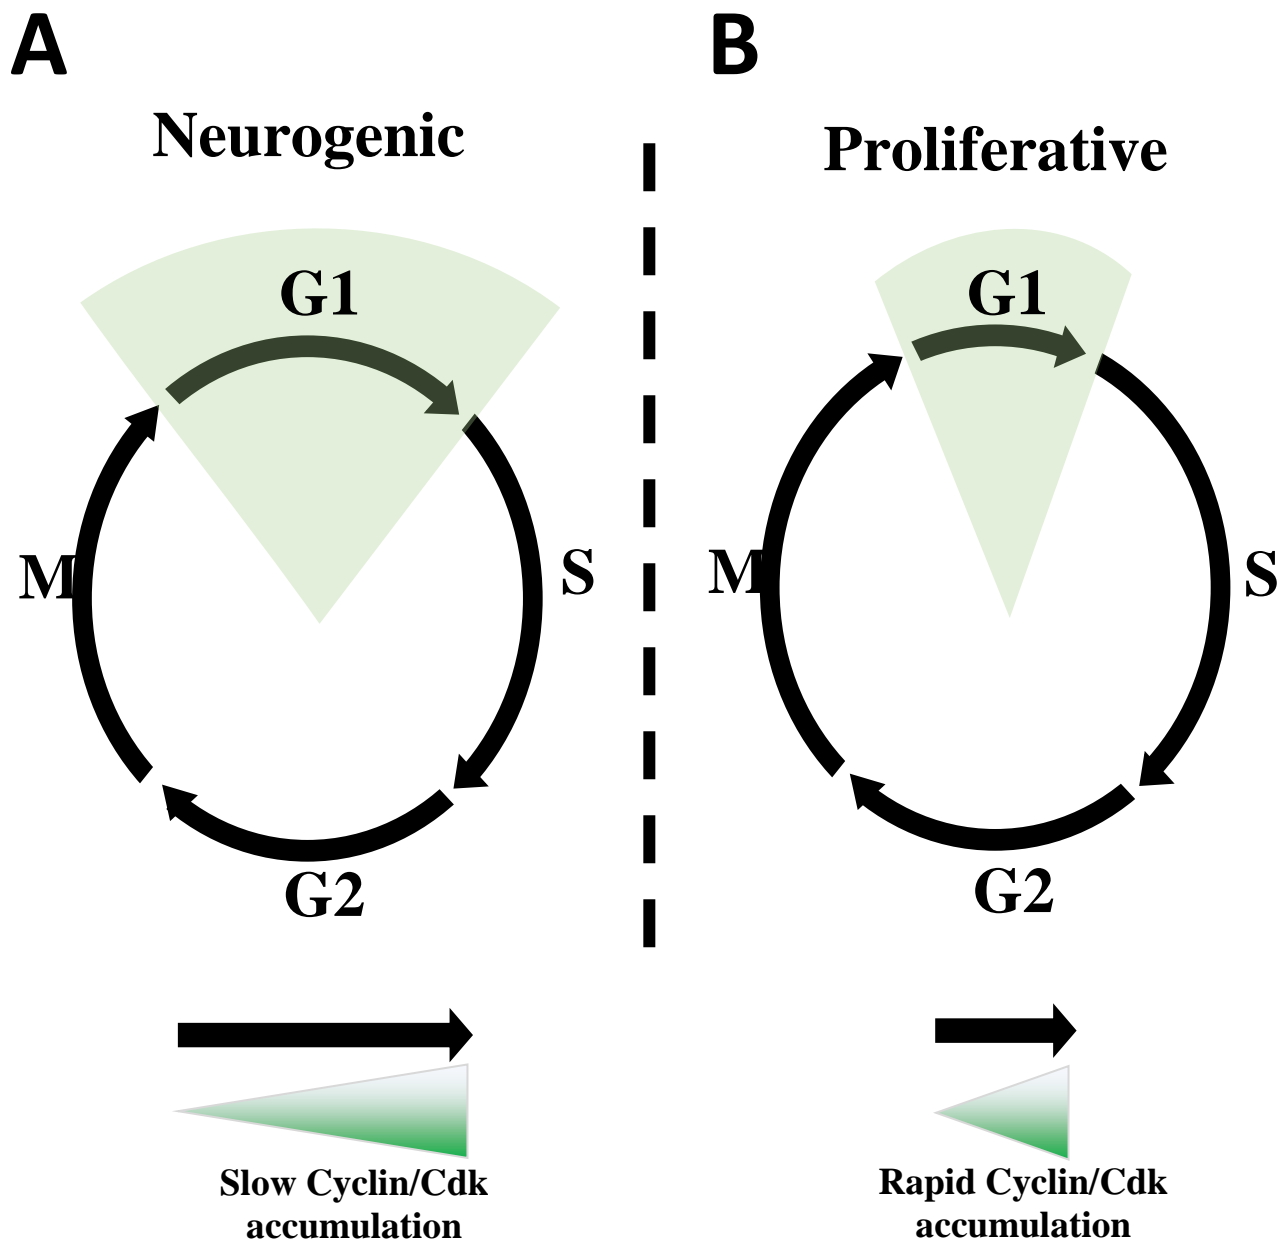 A
B
Neurogenic
Proliferative
G1
G1
M
S
M
S
G2
G2
Slow Cyclin/Cdk
accumulation
Rapid Cyclin/Cdk
accumulation